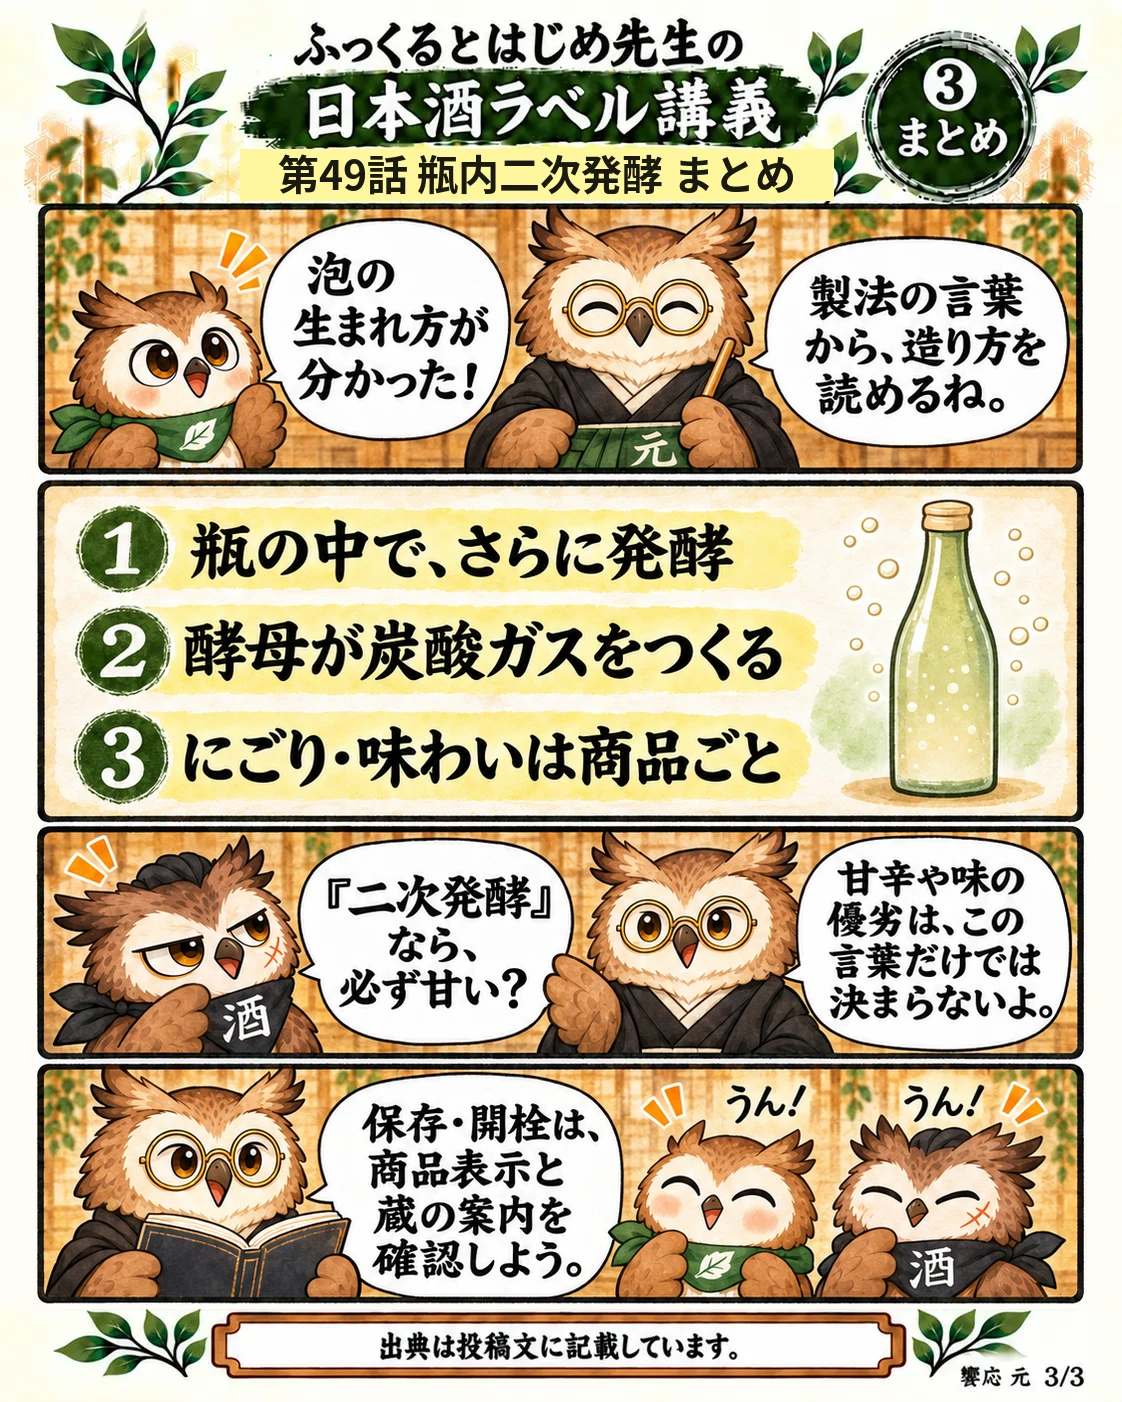 ふっくるとはじめ先生の
日本酒ラベル講義
3
まとめ
第49話 瓶内二次発酵 まとめ
泡の
生まれ方が
分かった!
製法の言葉
から、造り方を
読めるね。
元
1 瓶の中で、さらに発酵
2 酵母が炭酸ガスをつくる
3 にごり・味わいは商品ごと
『二次発酵』
なら、
必ず甘い?
酒
甘辛や味の
優劣は、この
言葉だけでは
決まらないよ。
保存・開栓は、
商品表示と
蔵の案内を
確認しよう。
うん!
うん!
酒
出典は投稿文に記載しています。
饗応 元 3/3